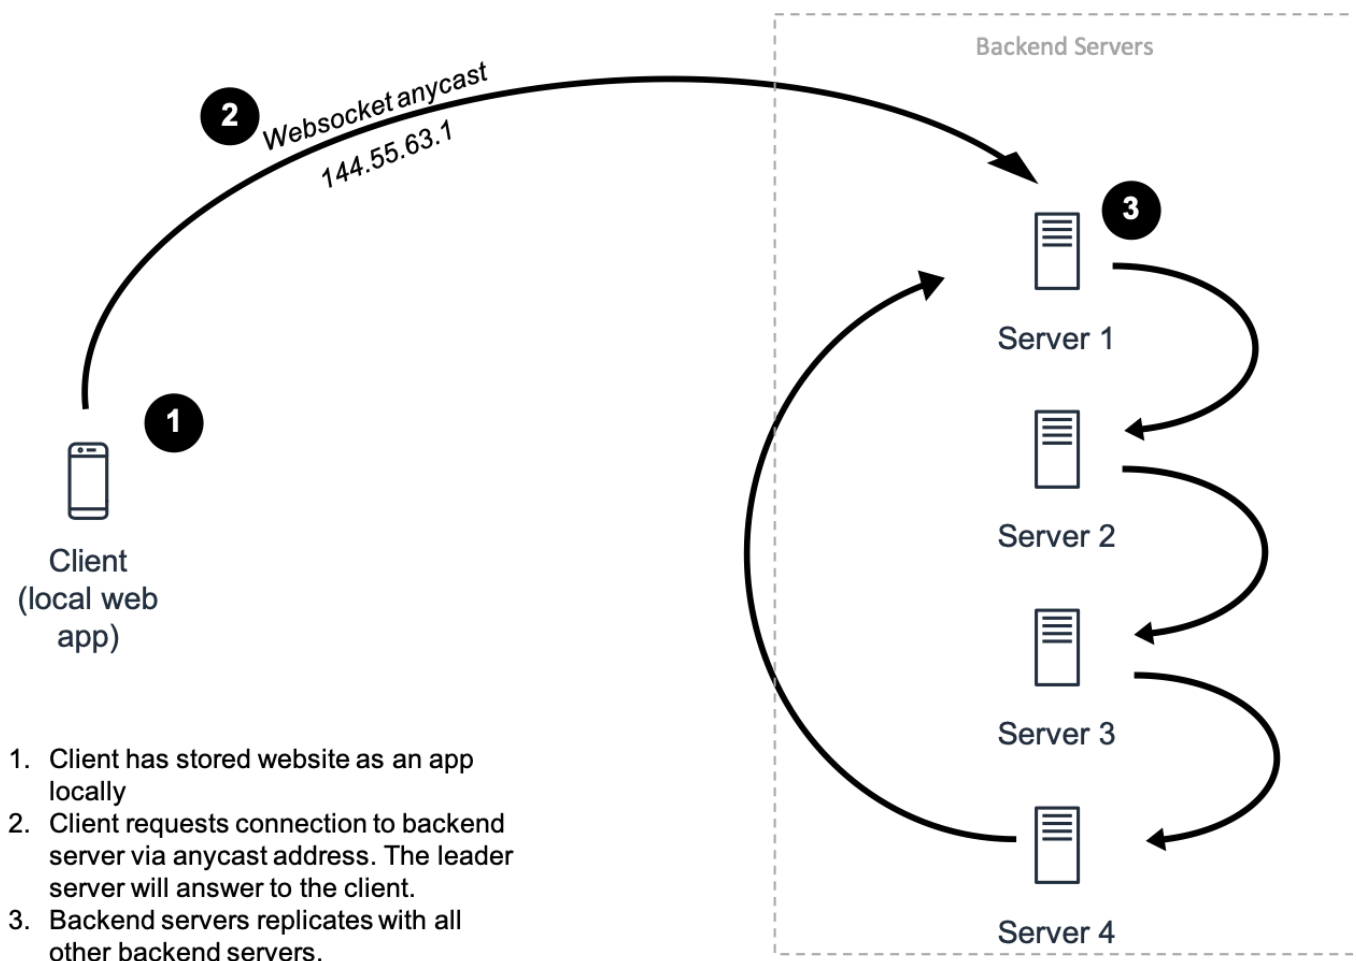 Backend Servers
2
Websocket anycast
144.55.63.1
3
Server 1
1
Client
(local web
app)
Server 2
Server 3
Server 4
1. Client has stored website as an app
locally
2. Client requests connection to backend
server via anycast address. The leader
server will answer to the client.
3. Backend servers replicates with all
other backend servers.